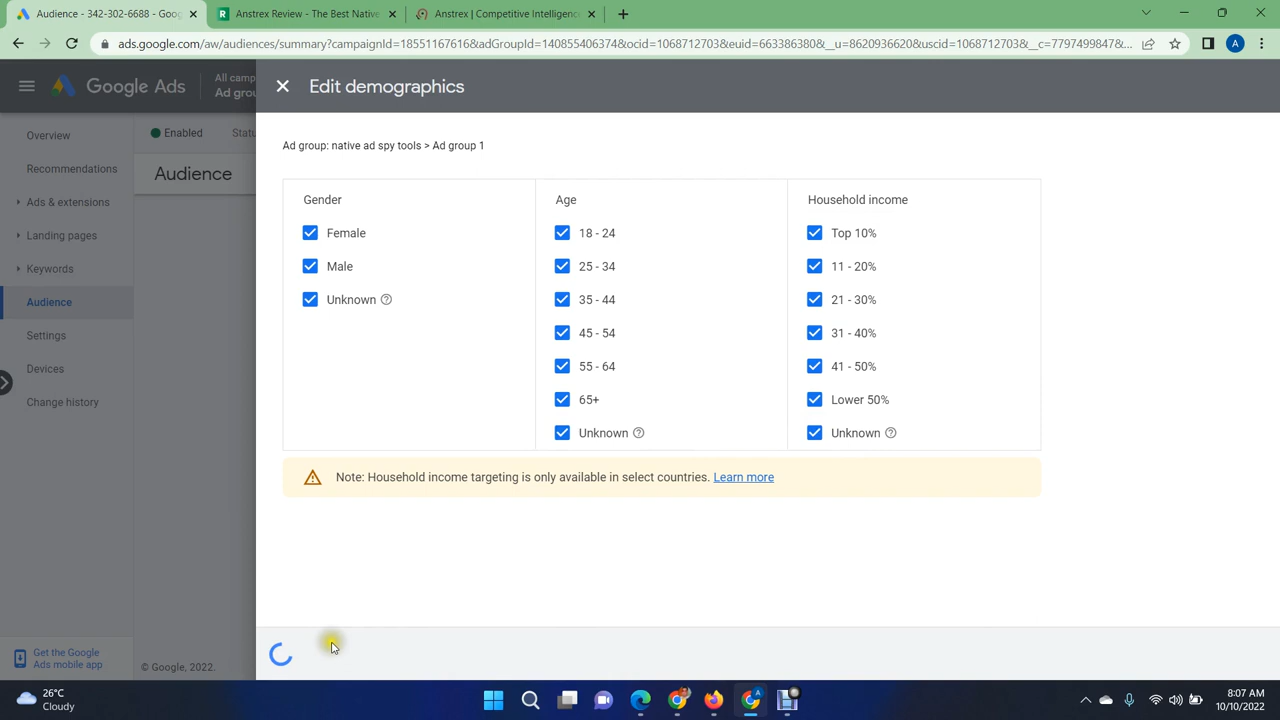 Audience - 342-302-6688 - Goog
Anstrex Review - The Best Native
Anstrex | Competitive Intelligence
ads.google.com/aw/audiences/summary?campaignId=18551167616&adGroupId=140855406374&ocid=1068712703&euid=663386380&__u=8620936620&uscid=1068712703&__c=7797499847&...
A
Google Ads
All camp
Ad grou
Edit demographics
Overview
Recommendations
Ads & extensions
Landing pages
Keywords
Audience
Settings
Devices
Change history
Get the Google
Ads mobile app
Enabled
Statu
Audience
© Google, 2022.
Ad group: native ad spy tools > Ad group 1
Gender
Female
Male
Unknown
Age
18 - 24
25 - 34
35 - 44
45 - 54
55 - 64
65+
Unknown
Household income
Top 10%
11 - 20%
21 - 30%
31 - 40%
41 - 50%
Lower 50%
Unknown
Note: Household income targeting is only available in select countries. Learn more
26°C
Cloudy
8:07 AM
10/10/2022